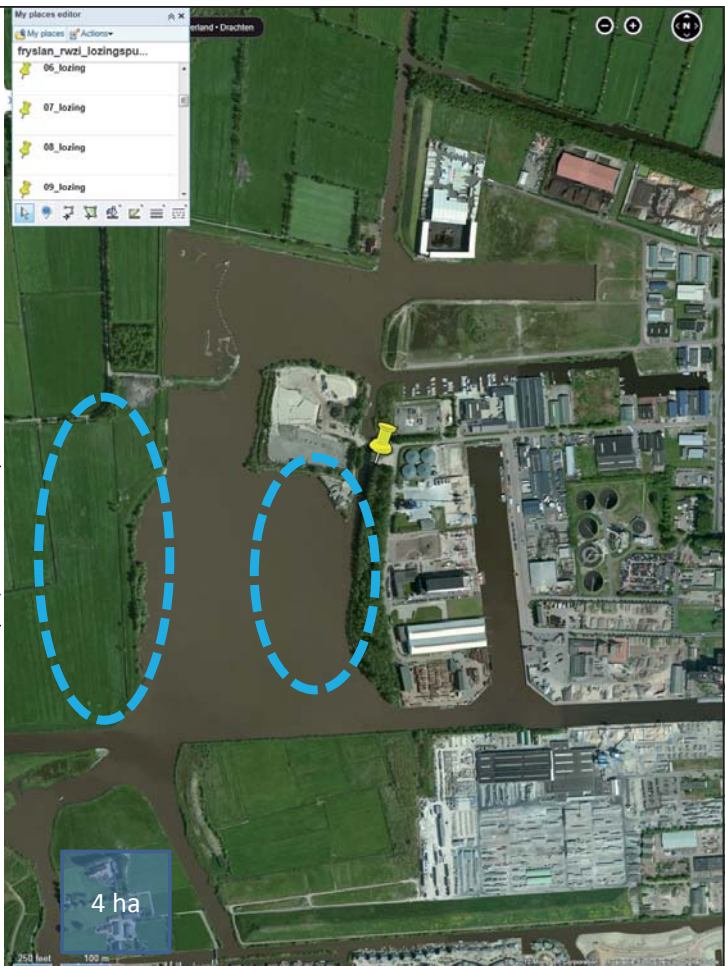 My places editor
My places Actions
fryslan_rwzi_lozingspu...
erland • Drachten
06_lozing
07_lozing
08_lozing
09_lozing
N
4 ha
250 feet 100 m